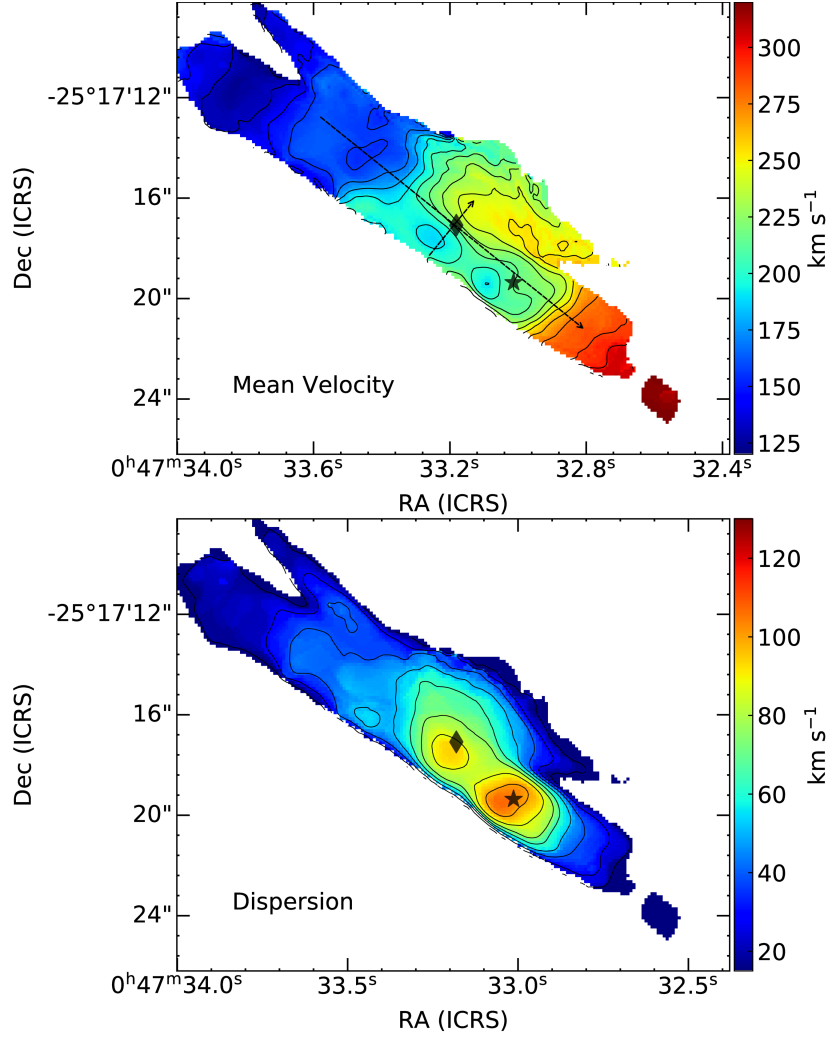 300
-25°17'12"
275
250
16"
225
Dec (ICRS)
km s⁻¹
200
20"
175
Mean Velocity
150
24"
125
0ʰ47ᵐ34.0ˢ 33.6ˢ 33.2ˢ 32.8ˢ 32.4ˢ
RA (ICRS)
120
-25°17'12"
100
16"
80
Dec (ICRS)
km s⁻¹
60
20"
40
Dispersion
24"
20
0ʰ47ᵐ34.0ˢ 33.5ˢ 33.0ˢ 32.5ˢ
RA (ICRS)